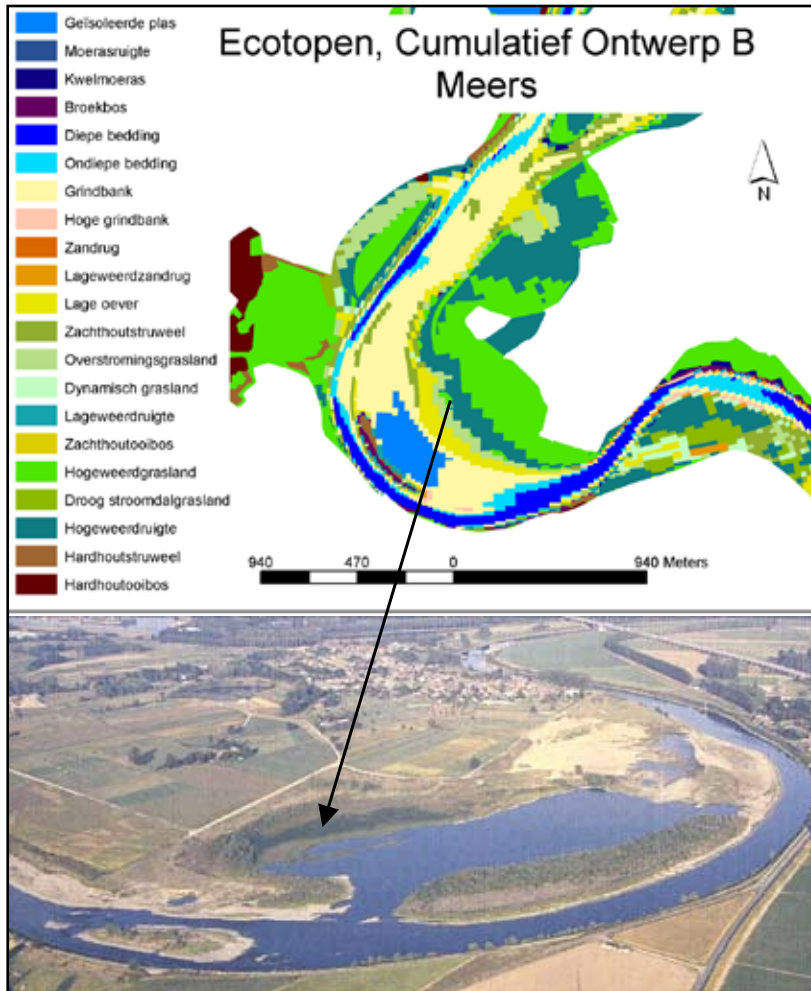 Ecotopen, Cumulatief Ontwerp B
Meers
Geïsoleerde plas
Moerasruigte
Kwelmoeras
Broekbos
Diepe bedding
Ondiepe bedding
Grindbank
Hoge grindbank
Zandrug
Lageweerdzandrug
Lage oever
Zachthoutstruweel
Overstromingsgrasland
Dynamisch grasland
Lageweerdruigte
Zachthoutooibos
Hogeweerdgrasland
Droog stroomdalgrasland
Hogeweerdruigte
Hardhoutstruweel
Hardhoutooibos
N
940 470 0 940 Meters